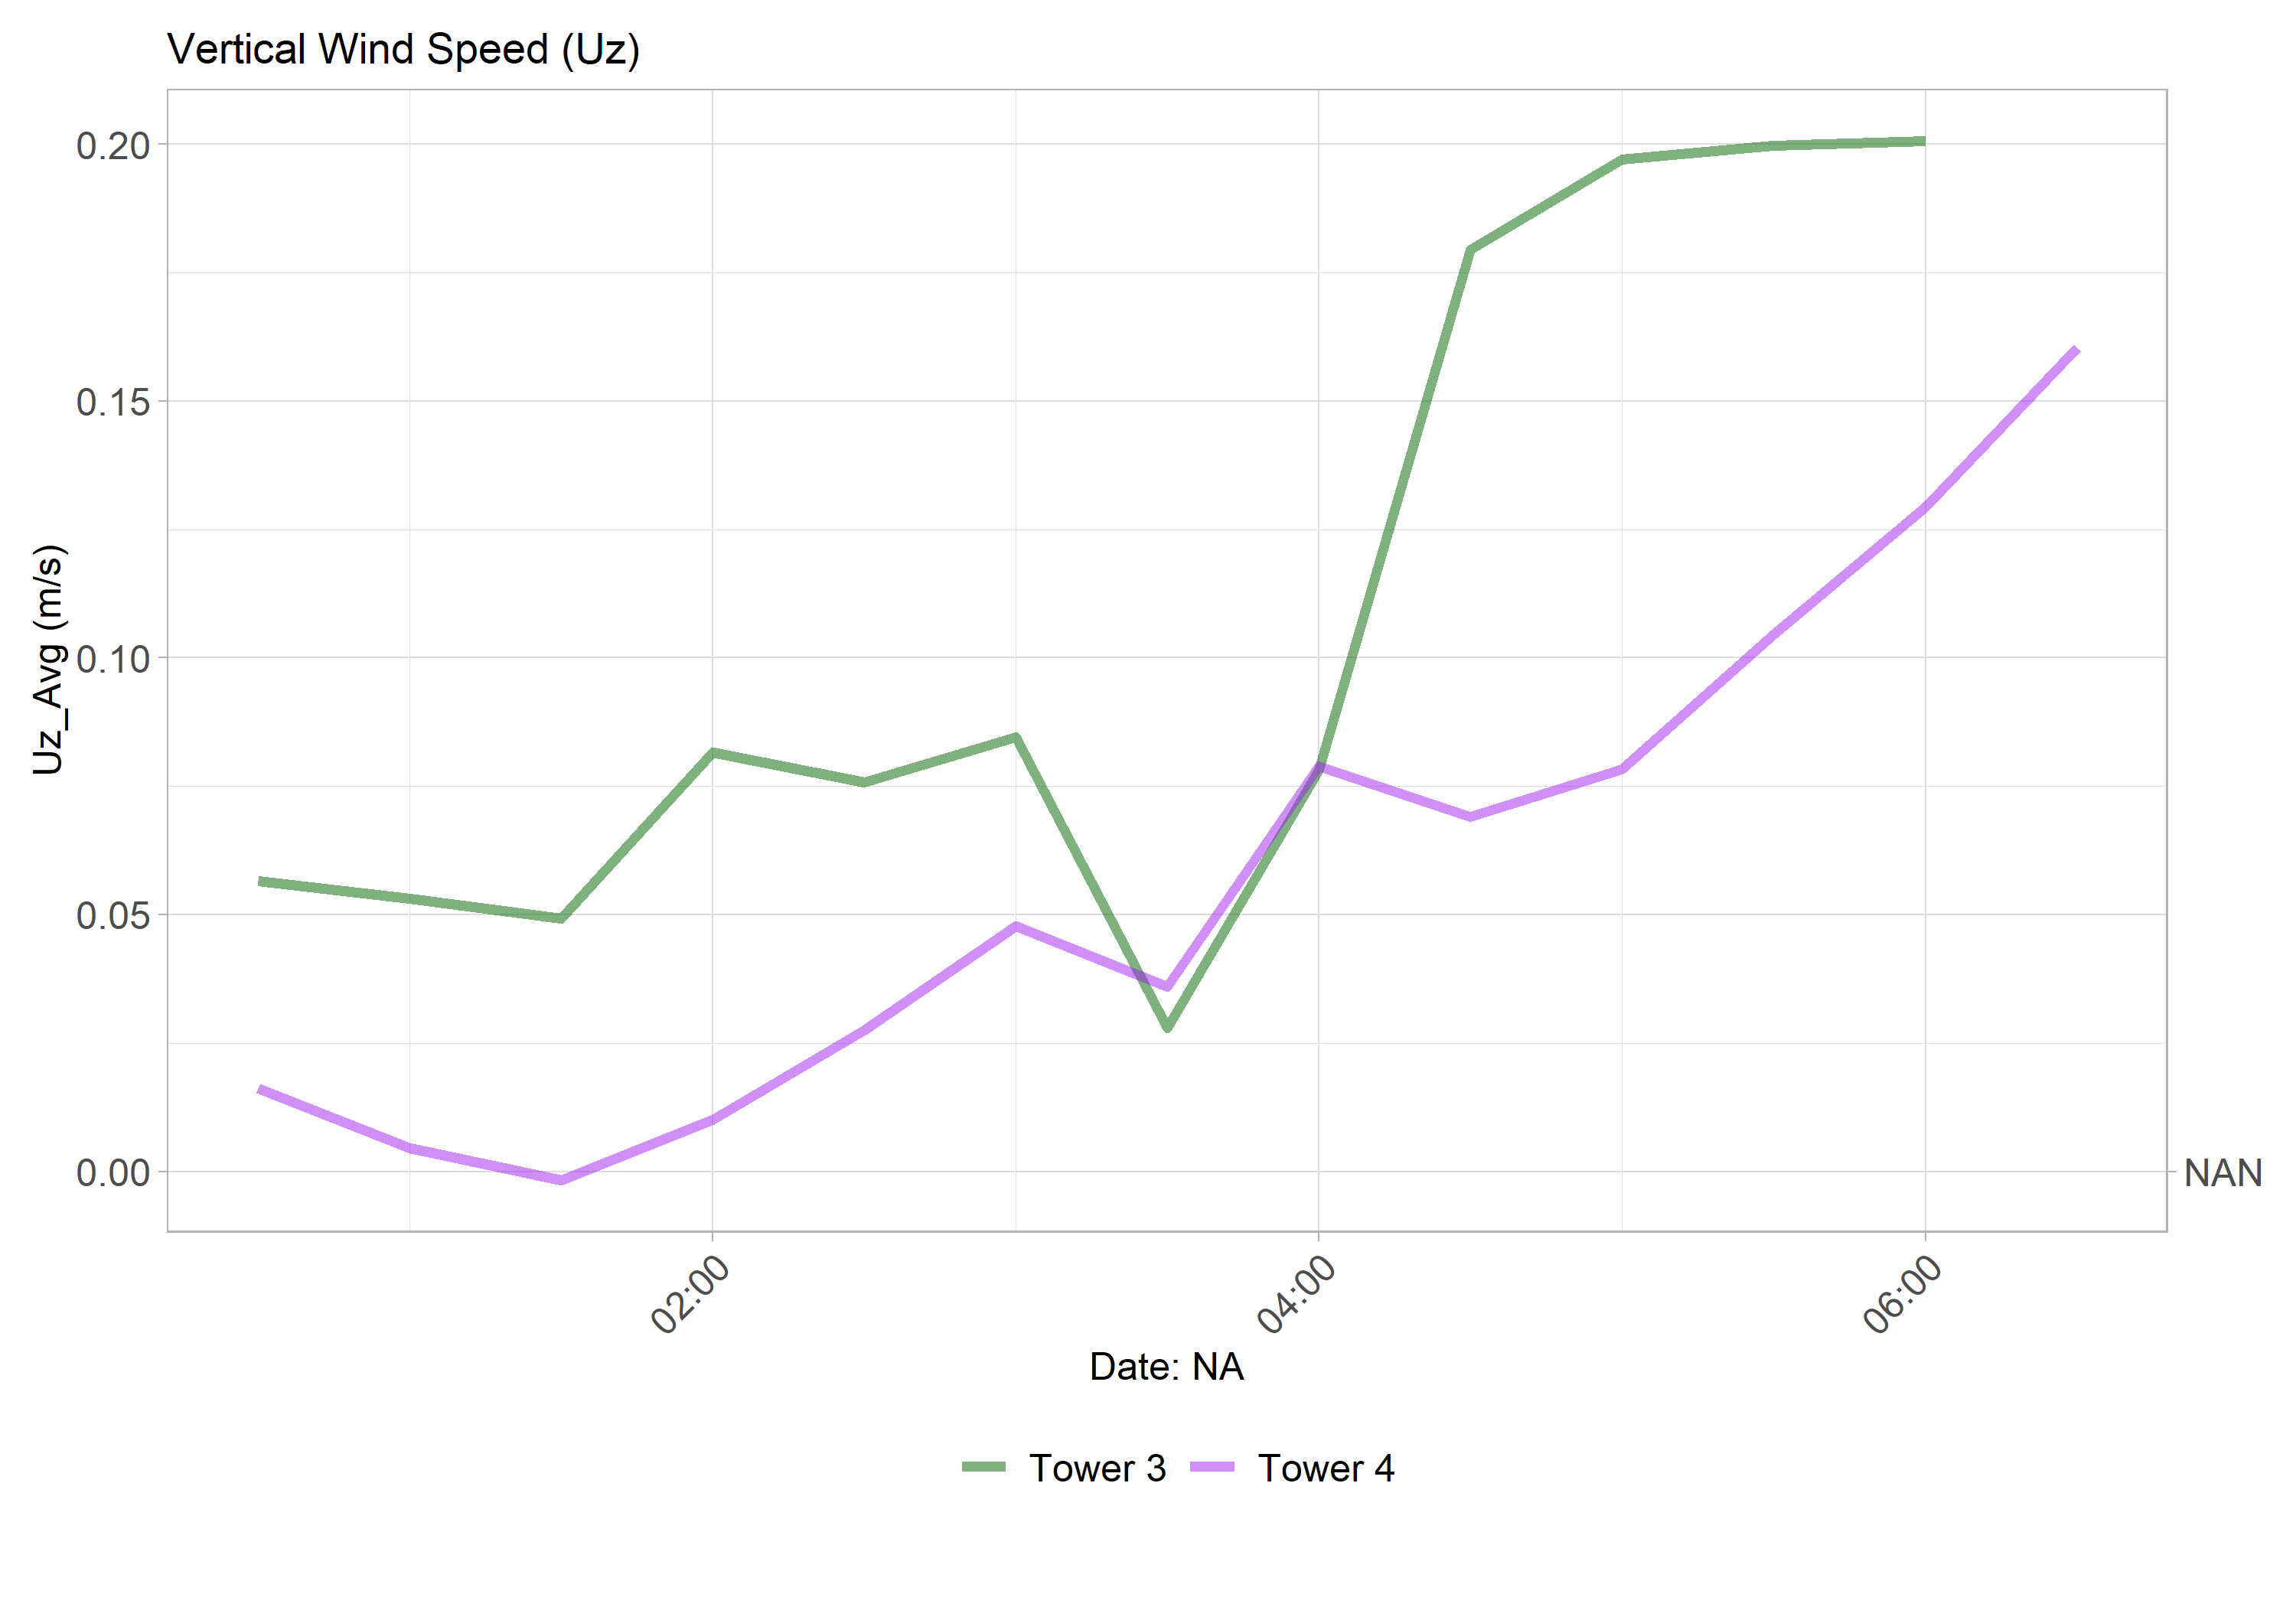 Vertical Wind Speed (Uz)
Uz_Avg (m/s)
0.20
0.15
0.10
0.05
0.00
NAN
02:00
04:00
06:00
Date: NA
Tower 3
Tower 4